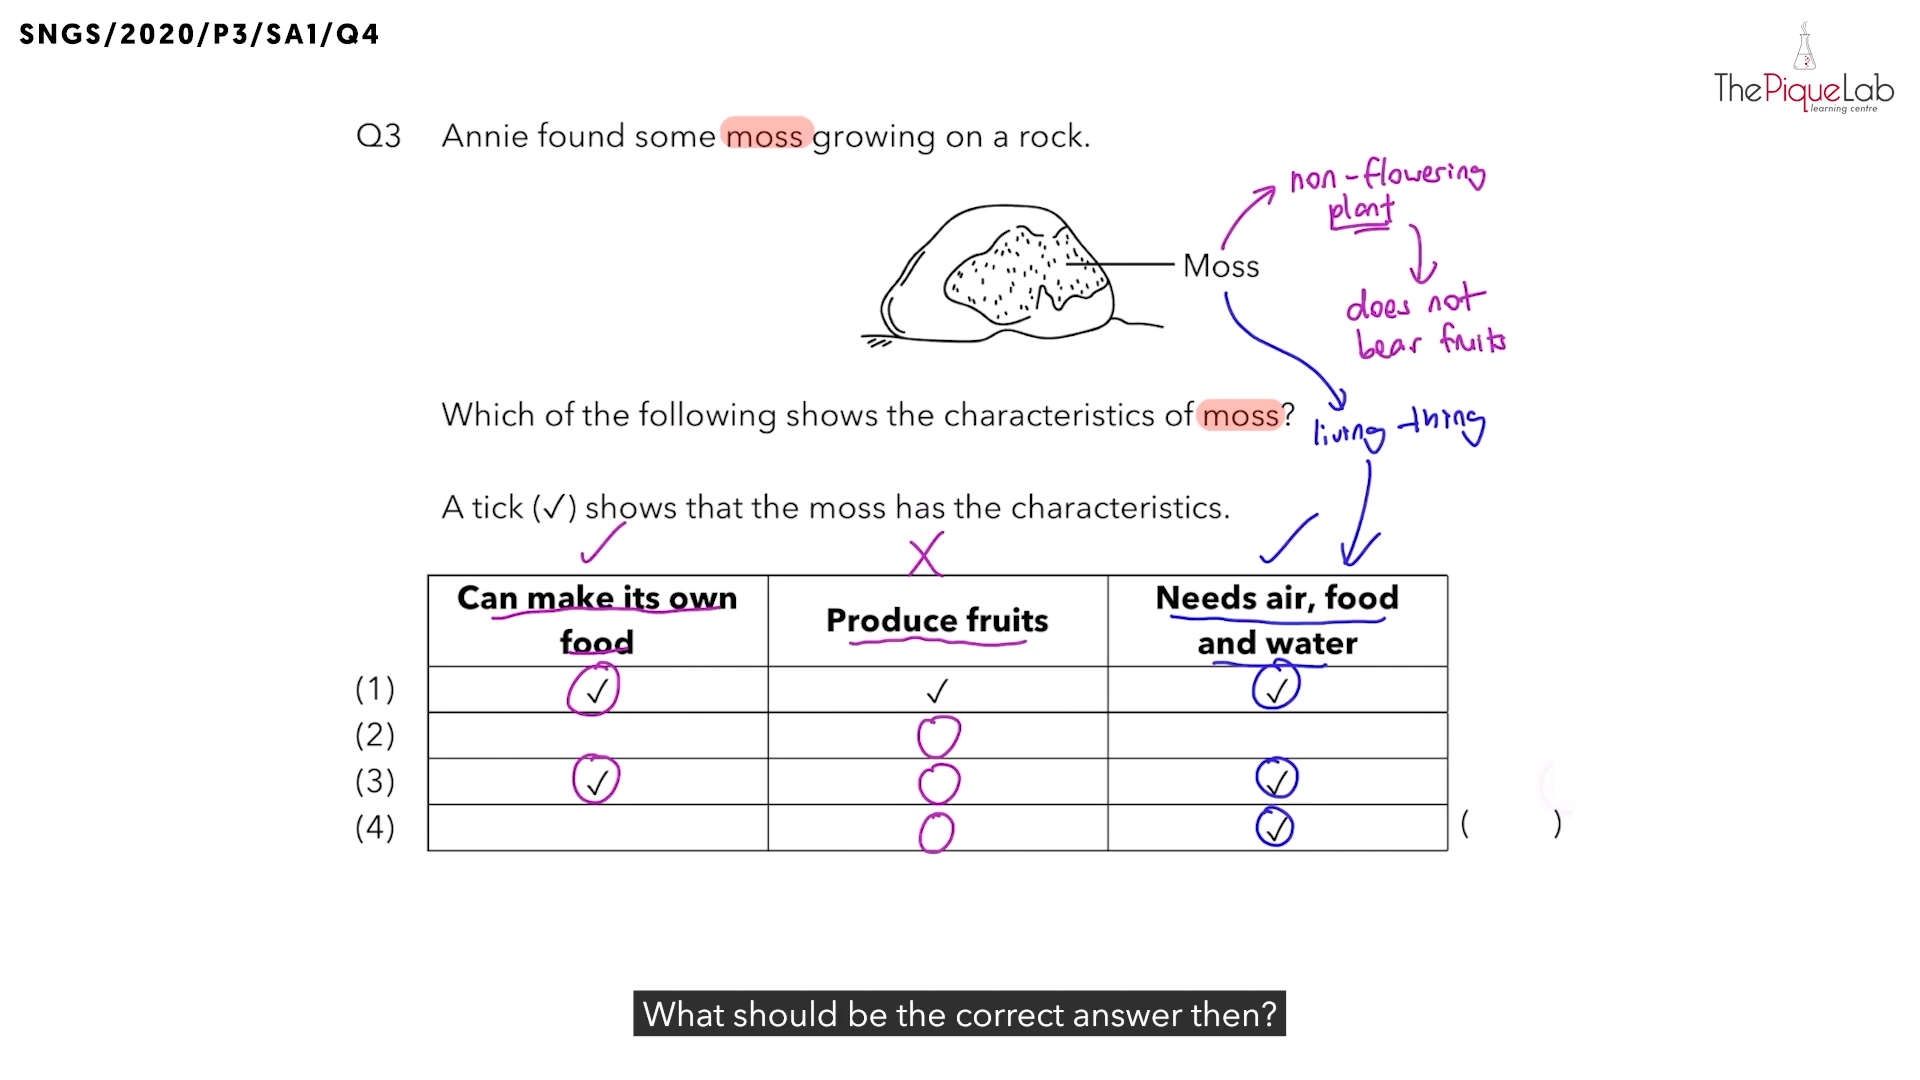 SNGS/2020/P3/SA1/Q4
ThePiqueLab
learning centre
Q3 Annie found some moss growing on a rock.
non-flowering
plant
Moss
does not
bear fruits
Which of the following shows the characteristics of moss?
living thing
A tick (✓) shows that the moss has the characteristics.
✓ X ✓
Can make its own food
Produce fruits
Needs air, food and water
(1) ✓ ✓ ✓
(2)
(3) ✓ ✓
(4) ✓ ( )
What should be the correct answer then?